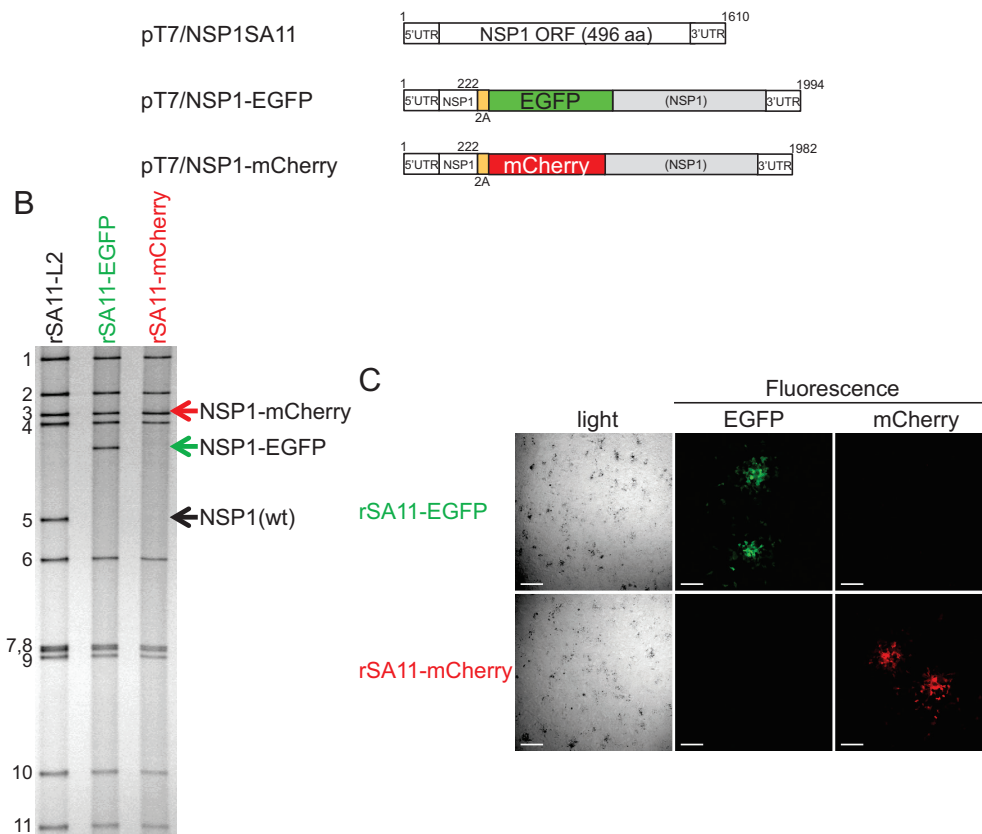 1 1610
pT7/NSP1SA11 5'UTR NSP1 ORF (496 aa) 3'UTR
1 222 1994
pT7/NSP1-EGFP 5'UTR NSP1 EGFP (NSP1) 3'UTR
2A
1 222 1982
pT7/NSP1-mCherry 5'UTR NSP1 mCherry (NSP1) 3'UTR
2A
B
rSA11-L2
rSA11-EGFP
rSA11-mCherry
1
2
3
4
5
6
7,8
9
10
11
NSP1-mCherry
NSP1-EGFP
NSP1(wt)
C
Fluorescence
light EGFP mCherry
rSA11-EGFP
rSA11-mCherry